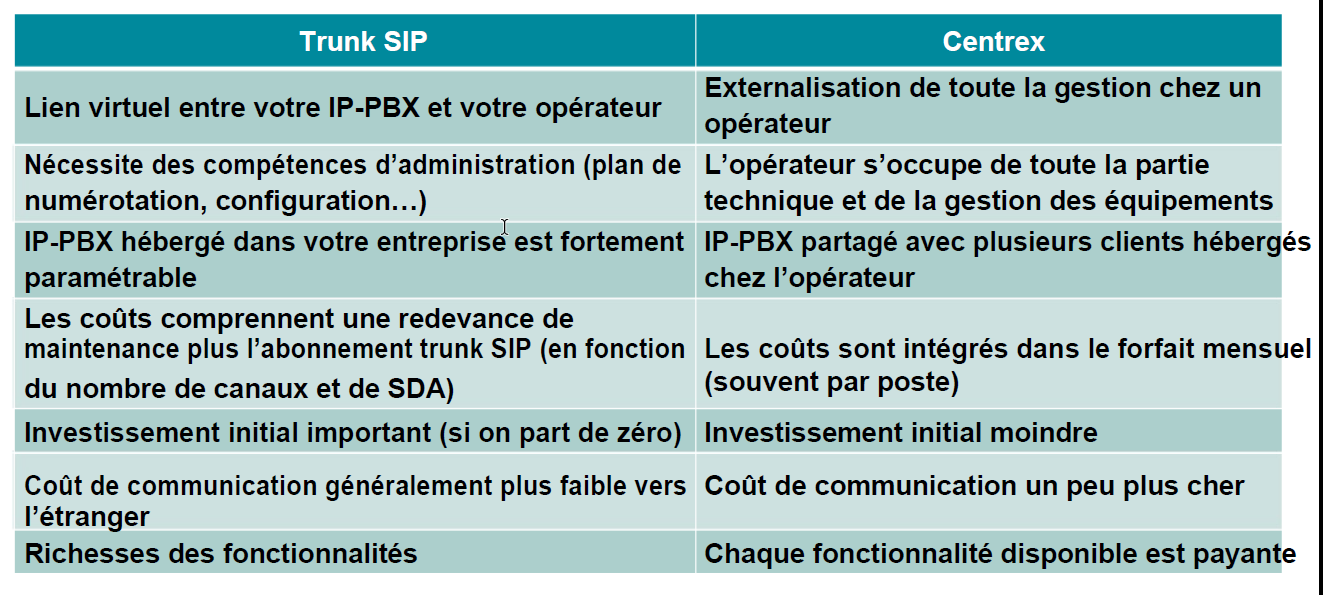 Trunk SIP
Centrex
Lien virtuel entre votre IP-PBX et votre opérateur
Externalisation de toute la gestion chez un
opérateur
Nécessite des compétences d’administration (plan de
numérotation, configuration…)
L’opérateur s’occupe de toute la partie
technique et de la gestion des équipements
IP-PBX hébergé dans votre entreprise est fortement
paramétrable
IP-PBX partagé avec plusieurs clients hébergés
chez l’opérateur
Les coûts comprennent une redevance de
maintenance plus l’abonnement trunk SIP (en fonction
du nombre de canaux et de SDA)
Les coûts sont intégrés dans le forfait mensuel
(souvent par poste)
Investissement initial important (si on part de zéro)
Investissement initial moindre
Coût de communication généralement plus faible vers
l’étranger
Coût de communication un peu plus cher
Richesses des fonctionnalités
Chaque fonctionnalité disponible est payante